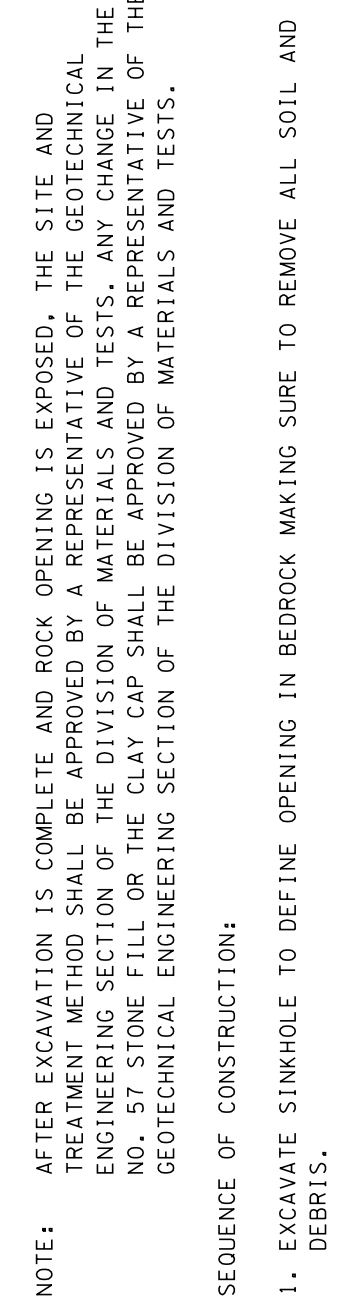 NOTE: AFTER EXCAVATION IS COMPLETE AND ROCK OPENING IS EXPOSED, THE SITE AND
TREATMENT METHOD SHALL BE APPROVED BY A REPRESENTATIVE OF THE GEOTECHNICAL
ENGINEERING SECTION OF THE DIVISION OF MATERIALS AND TESTS. ANY CHANGE IN THE
NO. 57 STONE FILL OR THE CLAY CAP SHALL BE APPROVED BY A REPRESENTATIVE OF THE
GEOTECHNICAL ENGINEERING SECTION OF THE DIVISION OF MATERIALS AND TESTS.
SEQUENCE OF CONSTRUCTION:
1. EXCAVATE SINKHOLE TO DEFINE OPENING IN BEDROCK MAKING SURE TO REMOVE ALL SOIL AND
DEBRIS.